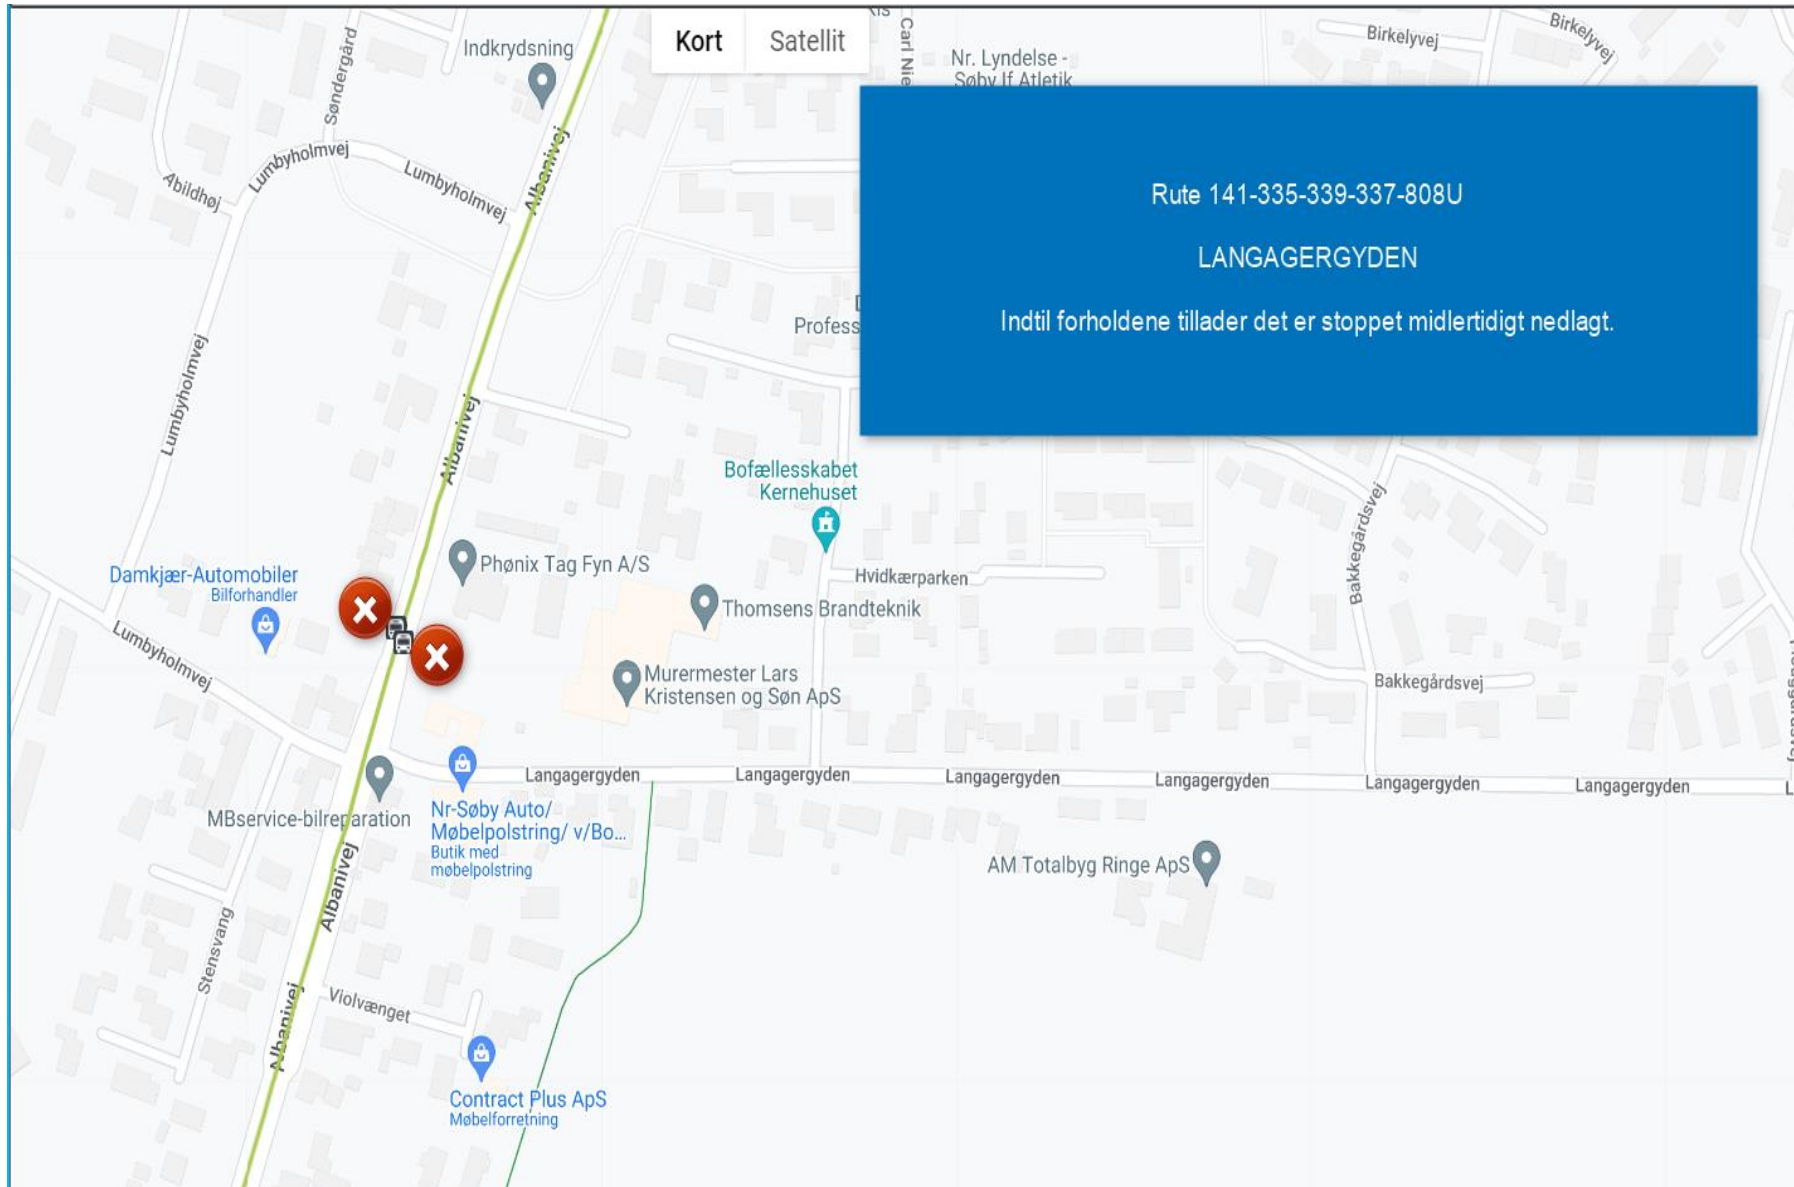 Kort
Satellit
Indkrydsning
Søndergård
Carl Nie
Nr. Lyndelse -
Søby If Atletik
Birkelyvej
Birkelyvej
Albanivej
Lumbyholmvej
Lumbyholmvej
Abildhøj
Rute 141-335-339-337-808U
LANGAGERGYDEN
Indtil forholdene tillader det er stoppet midlertidigt nedlagt.
Profess
Lumbyholmvej
Albanivej
Bofællesskabet
Kernehuset
Bakkegårdsvej
Phønix Tag Fyn A/S
Damkjær-Automobiler
Bilforhandler
Hvidkærparken
Thomsens Brandteknik
Lumbyholmvej
Murermester Lars
Kristensen og Søn ApS
Bakkegårdsvej
Langagergyden
Langagergyden
Langagergyden
Langagergyden
Langagergyden
Langagergyden
MBservice-bilreparation
Nr-Søby Auto/
Møbelpolstring/ v/Bo...
Butik med
møbelpolstring
AM Totalbyg Ringe ApS
Albanivej
Stensvang
Violvænget
Albanivej
Contract Plus ApS
Møbelforretning